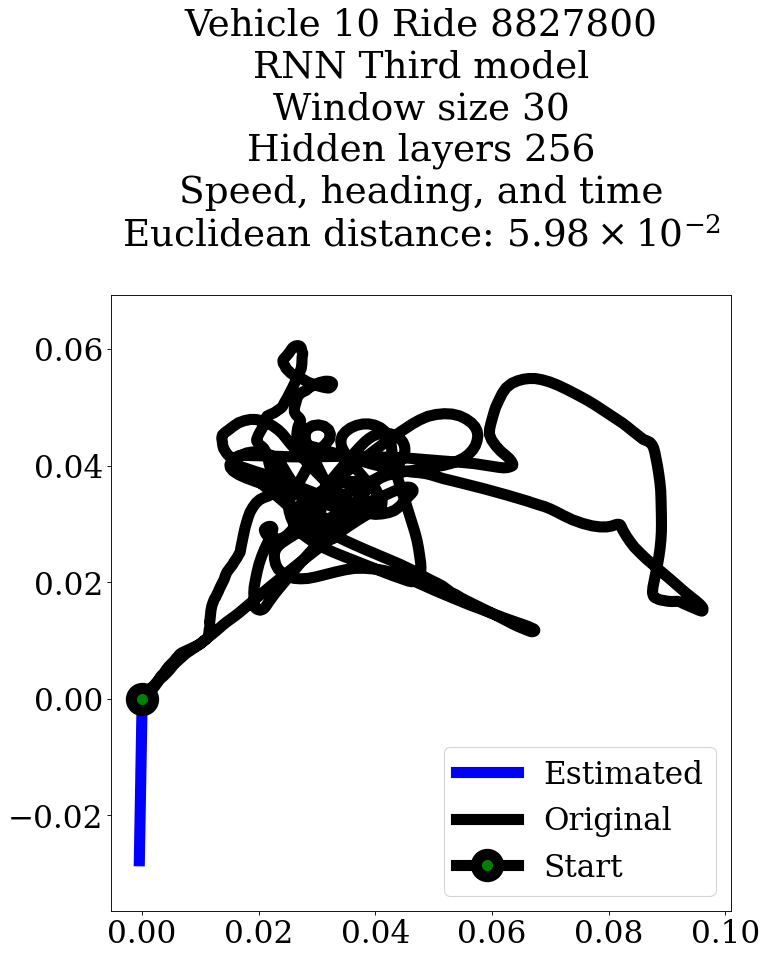 Vehicle 10 Ride 8827800
RNN Third model
Window size 30
Hidden layers 256
Speed, heading, and time
Euclidean distance: 5.98 × 10⁻²
0.06
0.04
0.02
0.00
−0.02
Estimated
Original
Start
0.00 0.02 0.04 0.06 0.08 0.10